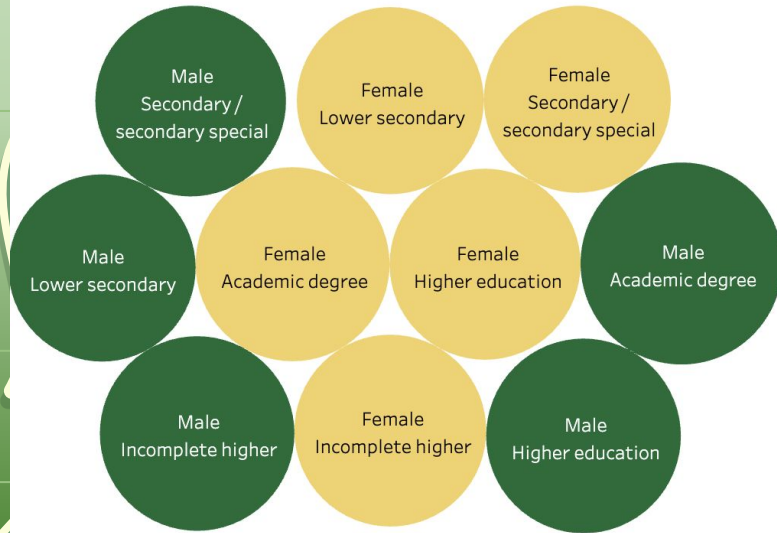 Male
Secondary /
secondary special
Female
Lower secondary
Female
Secondary /
secondary special
Male
Lower secondary
Female
Academic degree
Female
Higher education
Male
Academic degree
Male
Incomplete higher
Female
Incomplete higher
Male
Higher education